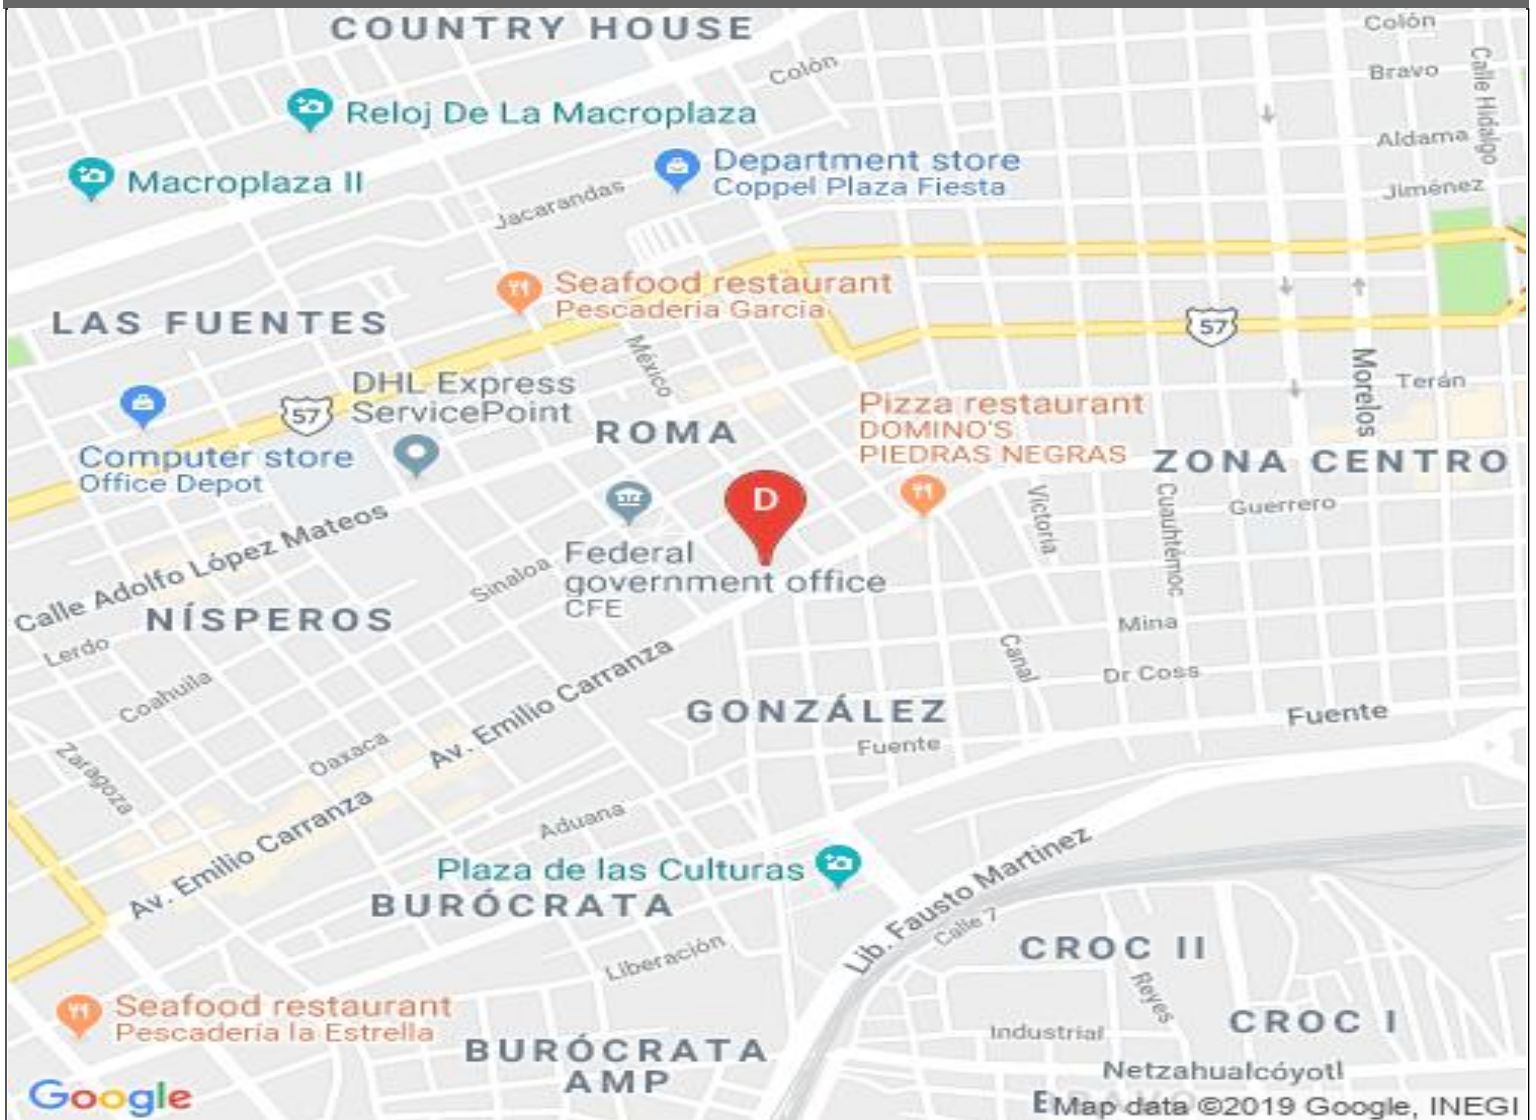 COUNTRY HOUSE
Colón
Colón
Bravo
Calle Hidalgo
Reloj De La Macroplaza
Aldama
Macroplaza II
Department store
Coppel Plaza Fiesta
Jiménez
Jacarandas
Seafood restaurant
Pescaderia Garcia
LAS FUENTES
57
México
Morelos
DHL Express
ServicePoint
57
Terán
Pizza restaurant
DOMINO'S
PIEDRAS NEGRAS
ROMA
Computer store
Office Depot
ZONA CENTRO
D
Victoria
Cuauhtémoc
Guerrero
Calle Adolfo López Mateos
Federal
government office
CFE
Sinaloa
NÍSPEROS
Lerdo
Mina
Canal
Dr Coss
Coahuila
Av. Emilio Carranza
GONZÁLEZ
Fuente
Fuente
Zaragoza
Oaxaca
Av. Emilio Carranza
Aduana
Plaza de las Culturas
Lib. Fausto Martinez
BURÓCRATA
Calle 7
Liberación
CROC II
Reyes
Seafood restaurant
Pescadería la Estrella
CROC I
Industrial
BURÓCRATA
AMP
Netzahualcóyotl
Google
Map data ©2019 Google, INEGI